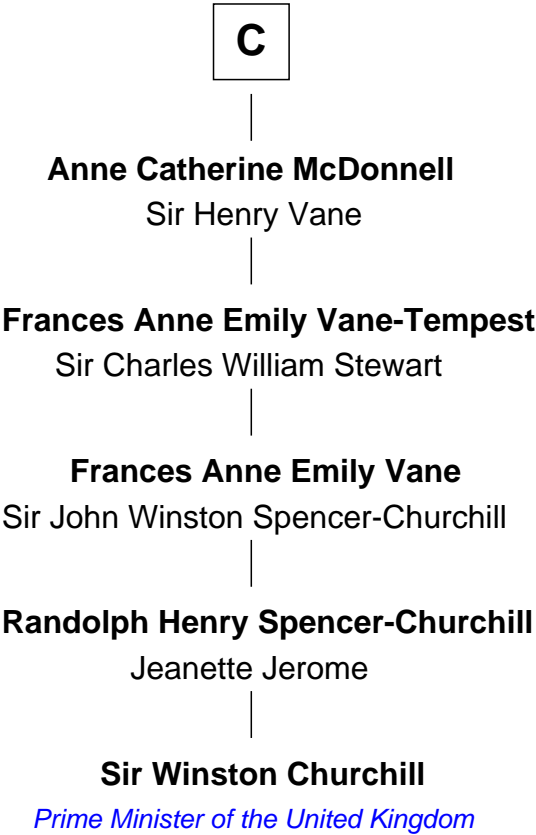 C
Anne Catherine McDonnell
Sir Henry Vane
Frances Anne Emily Vane-Tempest
Sir Charles William Stewart
Frances Anne Emily Vane
Sir John Winston Spencer-Churchill
Randolph Henry Spencer-Churchill
Jeanette Jerome
Sir Winston Churchill
Prime Minister of the United Kingdom